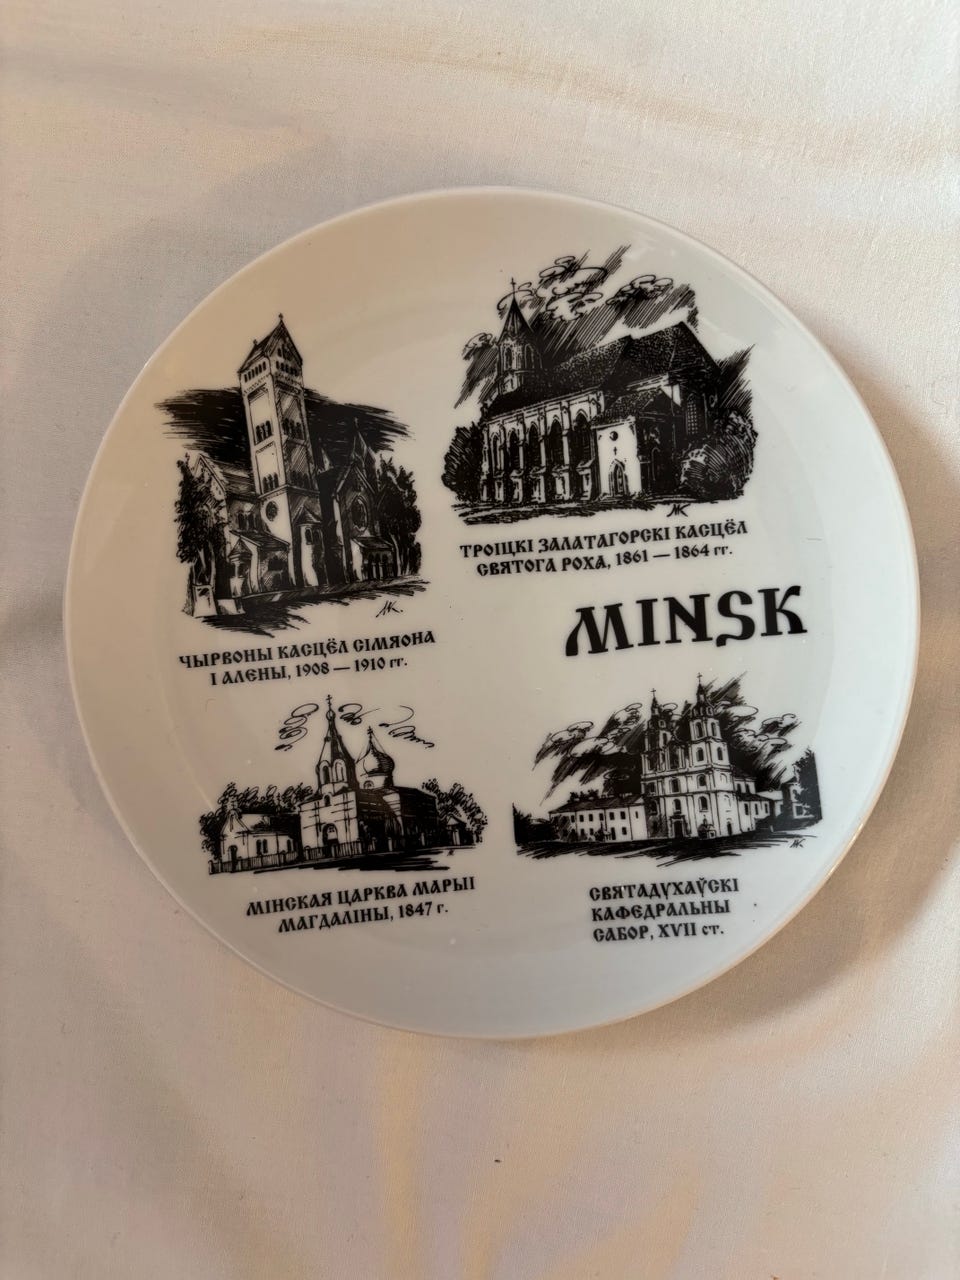 ТРОІЦКІ ЗАЛАТАГОРСКІ КАСЦЁЛ
СВЯТОГА РОХА, 1861 — 1864 гг.
MINSK
ЧЫРВОНЫ КАСЦЁЛ СІМЯОНА
І АЛЕНЫ, 1908 — 1910 гг.
МІНСКАЯ ЦАРКВА МАРЫІ
МАГДАЛІНЫ, 1847 г.
СВЯТАДУХАЎСКІ
КАФЕДРАЛЬНЫ
САБОР, XVII ст.